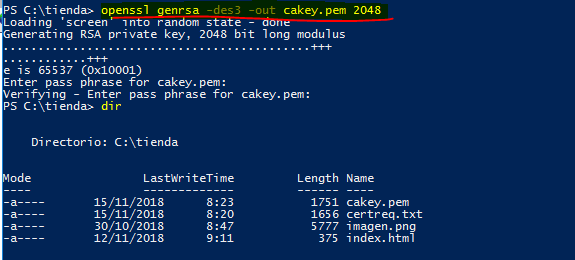 PS C:\tienda> openssl genrsa -des3 -out cakey.pem 2048
Loading 'screen' into random state - done
Generating RSA private key, 2048 bit long modulus
............................................+++
............+++
e is 65537 (0x10001)
Enter pass phrase for cakey.pem:
Verifying - Enter pass phrase for cakey.pem:
PS C:\tienda> dir
Directorio: C:\tienda
Mode LastWriteTime Length Name
---- ------------- ------ ----
-a---- 15/11/2018 8:23 1751 cakey.pem
-a---- 15/11/2018 8:20 1656 certreq.txt
-a---- 30/10/2018 8:47 5777 imagen.png
-a---- 12/11/2018 9:11 375 index.html